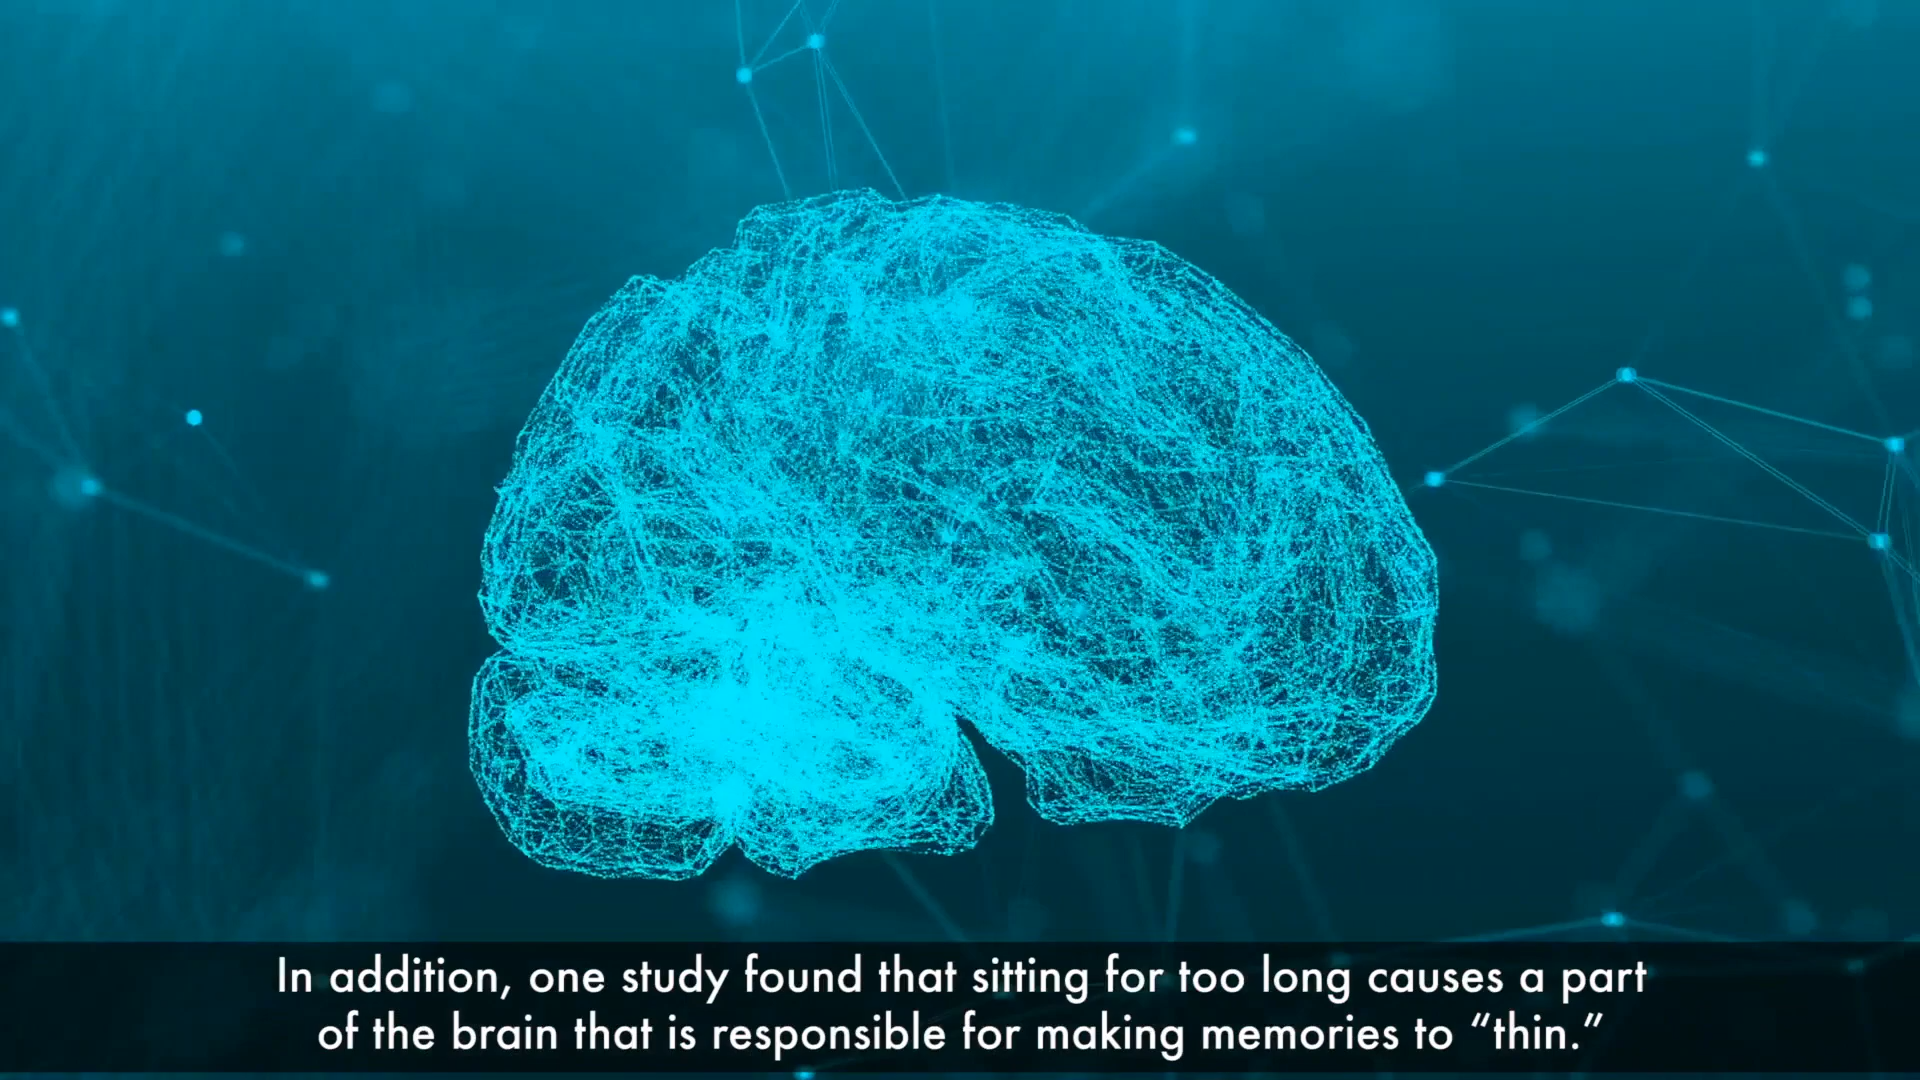 In addition, one study found that sitting for too long causes a part
of the brain that is responsible for making memories to “thin.”